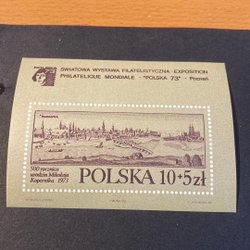 ŚWIATOWA WYSTAWA FILATELISTYCZNA · EXPOSITION
PHILATELIQUE MONDIALE - "POLSKA 73" - Poznań
500 rocznica
urodzin Mikołaja
Kopernika 1973
POLSKA 10+5zł